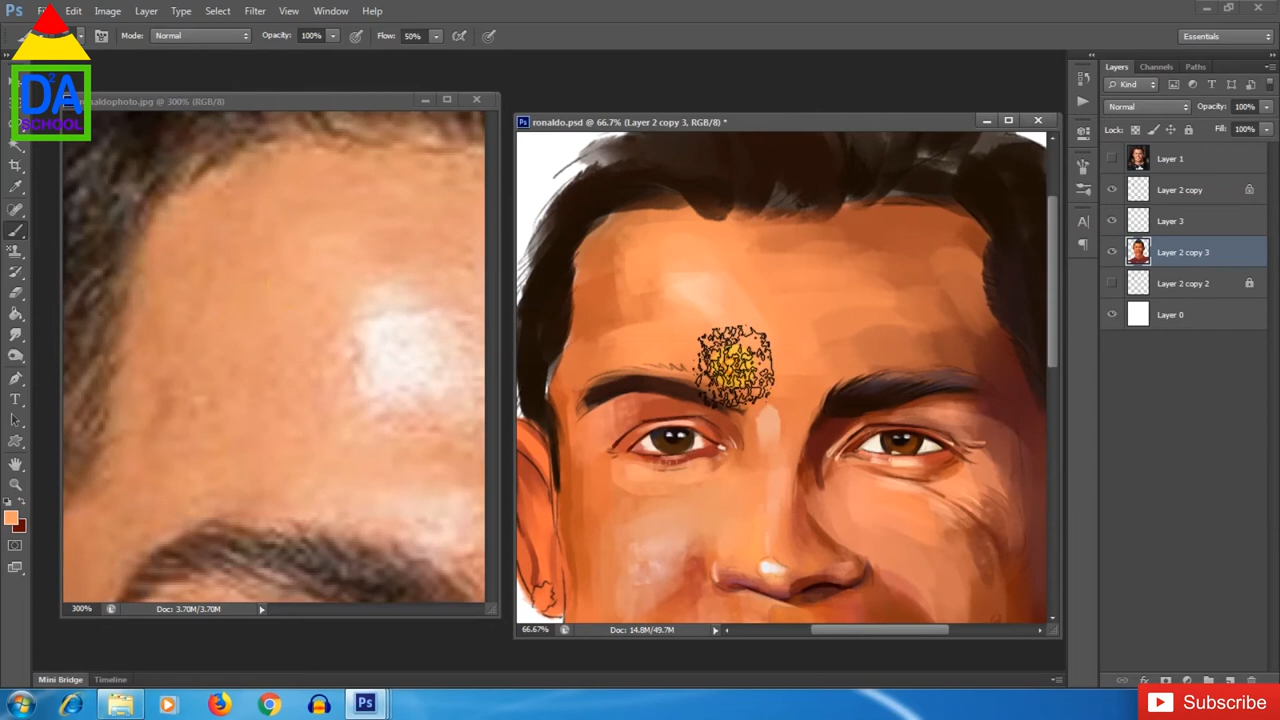 Ps Edit Image Layer Type Select Filter View Window Help
Mode: Normal Opacity: 100% Flow: 50% Essentials
D²A
SCHOOL
ronaldophoto.jpg @ 300% (RGB/8)
ronaldo.psd @ 66.7% (Layer 2 copy 3, RGB/8) *
Layers Channels Paths
Kind
Normal Opacity: 100%
Lock: Fill: 100%
Layer 1
Layer 2 copy
Layer 3
Layer 2 copy 3
Layer 2 copy 2
Layer 0
300% Doc: 3.70M/3.70M
66.67% Doc: 14.8M/49.7M
Mini Bridge Timeline
Ps
Subscribe